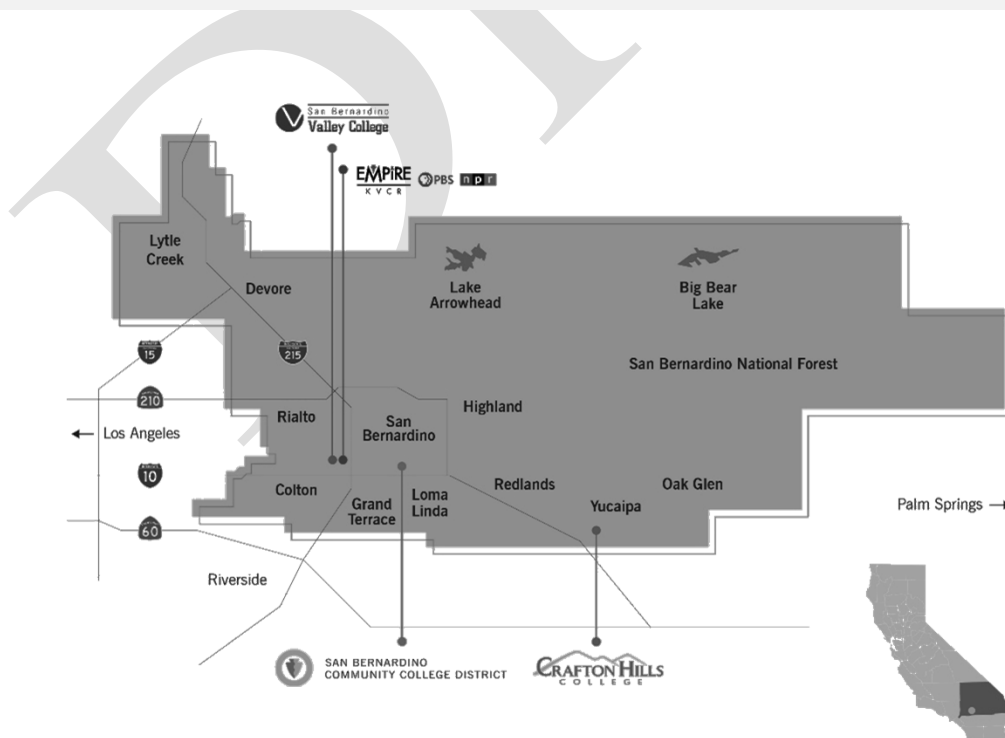 San Bernardino
Valley College
EMPIRE
KVCR
PBS
npr
Lytle
Creek
Devore
Lake
Arrowhead
Big Bear
Lake
15
215
San Bernardino National Forest
210
Rialto
San
Bernardino
Highland
Los Angeles
10
Colton
Grand
Terrace
Loma
Linda
Redlands
Yucaipa
Oak Glen
Palm Springs
60
Riverside
SAN BERNARDINO
COMMUNITY COLLEGE DISTRICT
CRAFTON HILLS
COLLEGE